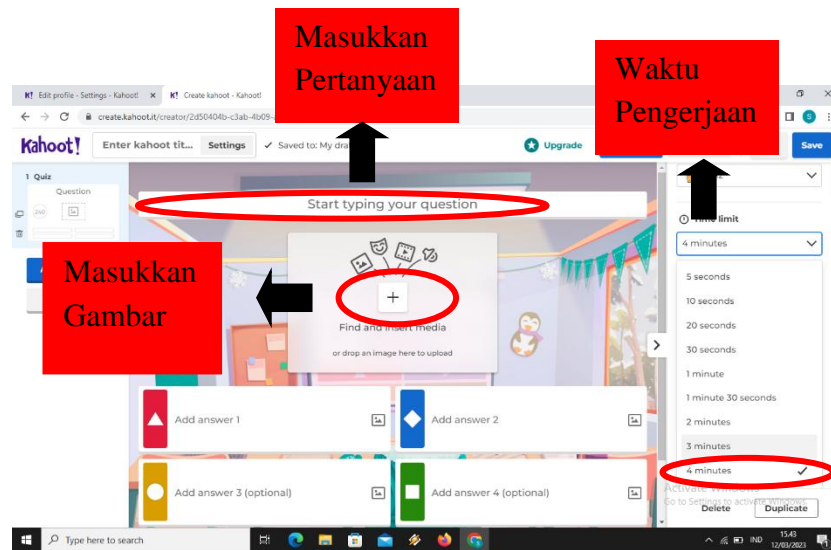 Masukkan
Pertanyaan
Waktu
Pengerjaan
K! Edit profile - Settings - Kahoot! ×
K! Create kahoot - Kahoot!
create.kahoot.it/creator/2d50404b-c3ab-4b09-
S
Kahoot!
Enter kahoot tit...
Settings
✓ Saved to: My dra
Upgrade
Save
1 Quiz
Question
240
Start typing your question
Time limit
4 minutes
Masukkan
Gambar
+
Find and insert media
or drop an image here to upload
5 seconds
10 seconds
20 seconds
30 seconds
1 minute
1 minute 30 seconds
2 minutes
3 minutes
4 minutes ✓
Add answer 1
Add answer 2
Add answer 3 (optional)
Add answer 4 (optional)
Activate Windows
Go to Settings to activate Windows.
Delete
Duplicate
Type here to search
IND
15.43
12/03/2023